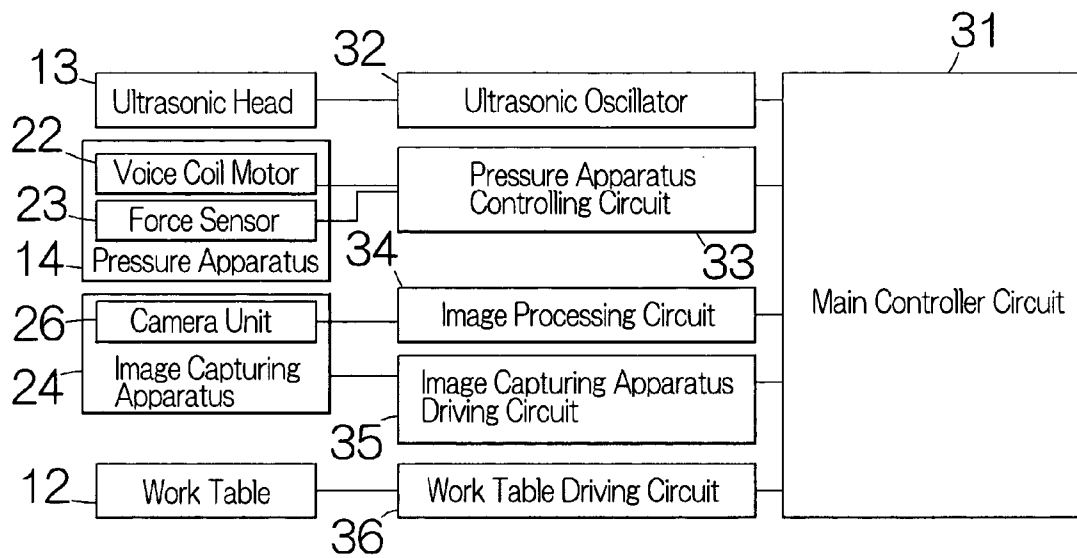 31
13
32
Ultrasonic Head
Ultrasonic Oscillator
22
Voice Coil Motor
Pressure Apparatus
Controlling Circuit
23
Force Sensor
14
Pressure Apparatus
34
33
26
Camera Unit
Image Processing Circuit
Main Controller Circuit
24
Image Capturing
Apparatus
Image Capturing Apparatus
Driving Circuit
35
12
Work Table
Work Table Driving Circuit
36